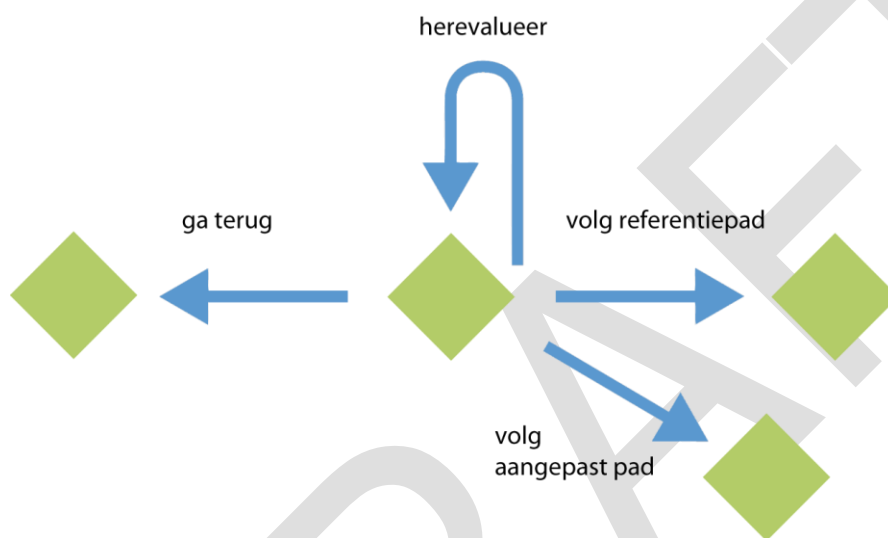 herevalueer
ga terug
volg referentiepad
volg
aangepast pad